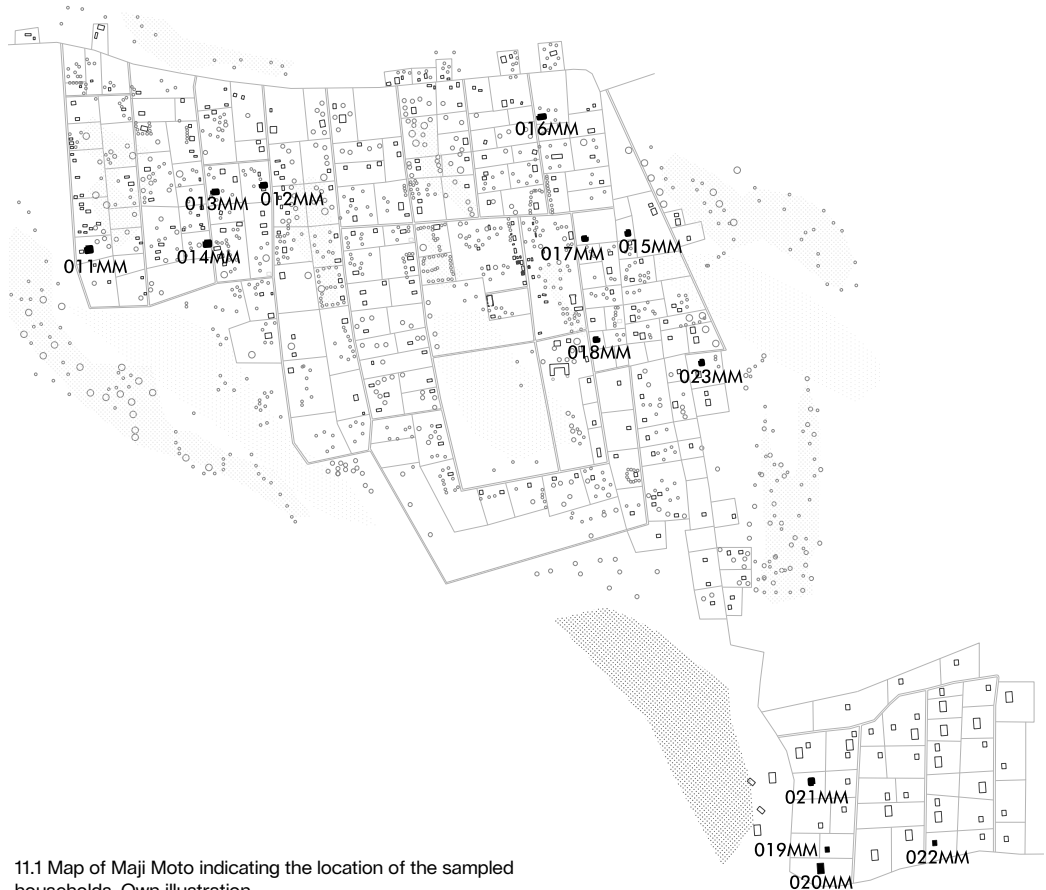 016MM
013MM
012MM
014MM
017MM
015MM
011MM
018MM
023MM
021MM
019MM
022MM
020MM
11.1 Map of Maji Moto indicating the location of the sampled
households. Own illustration